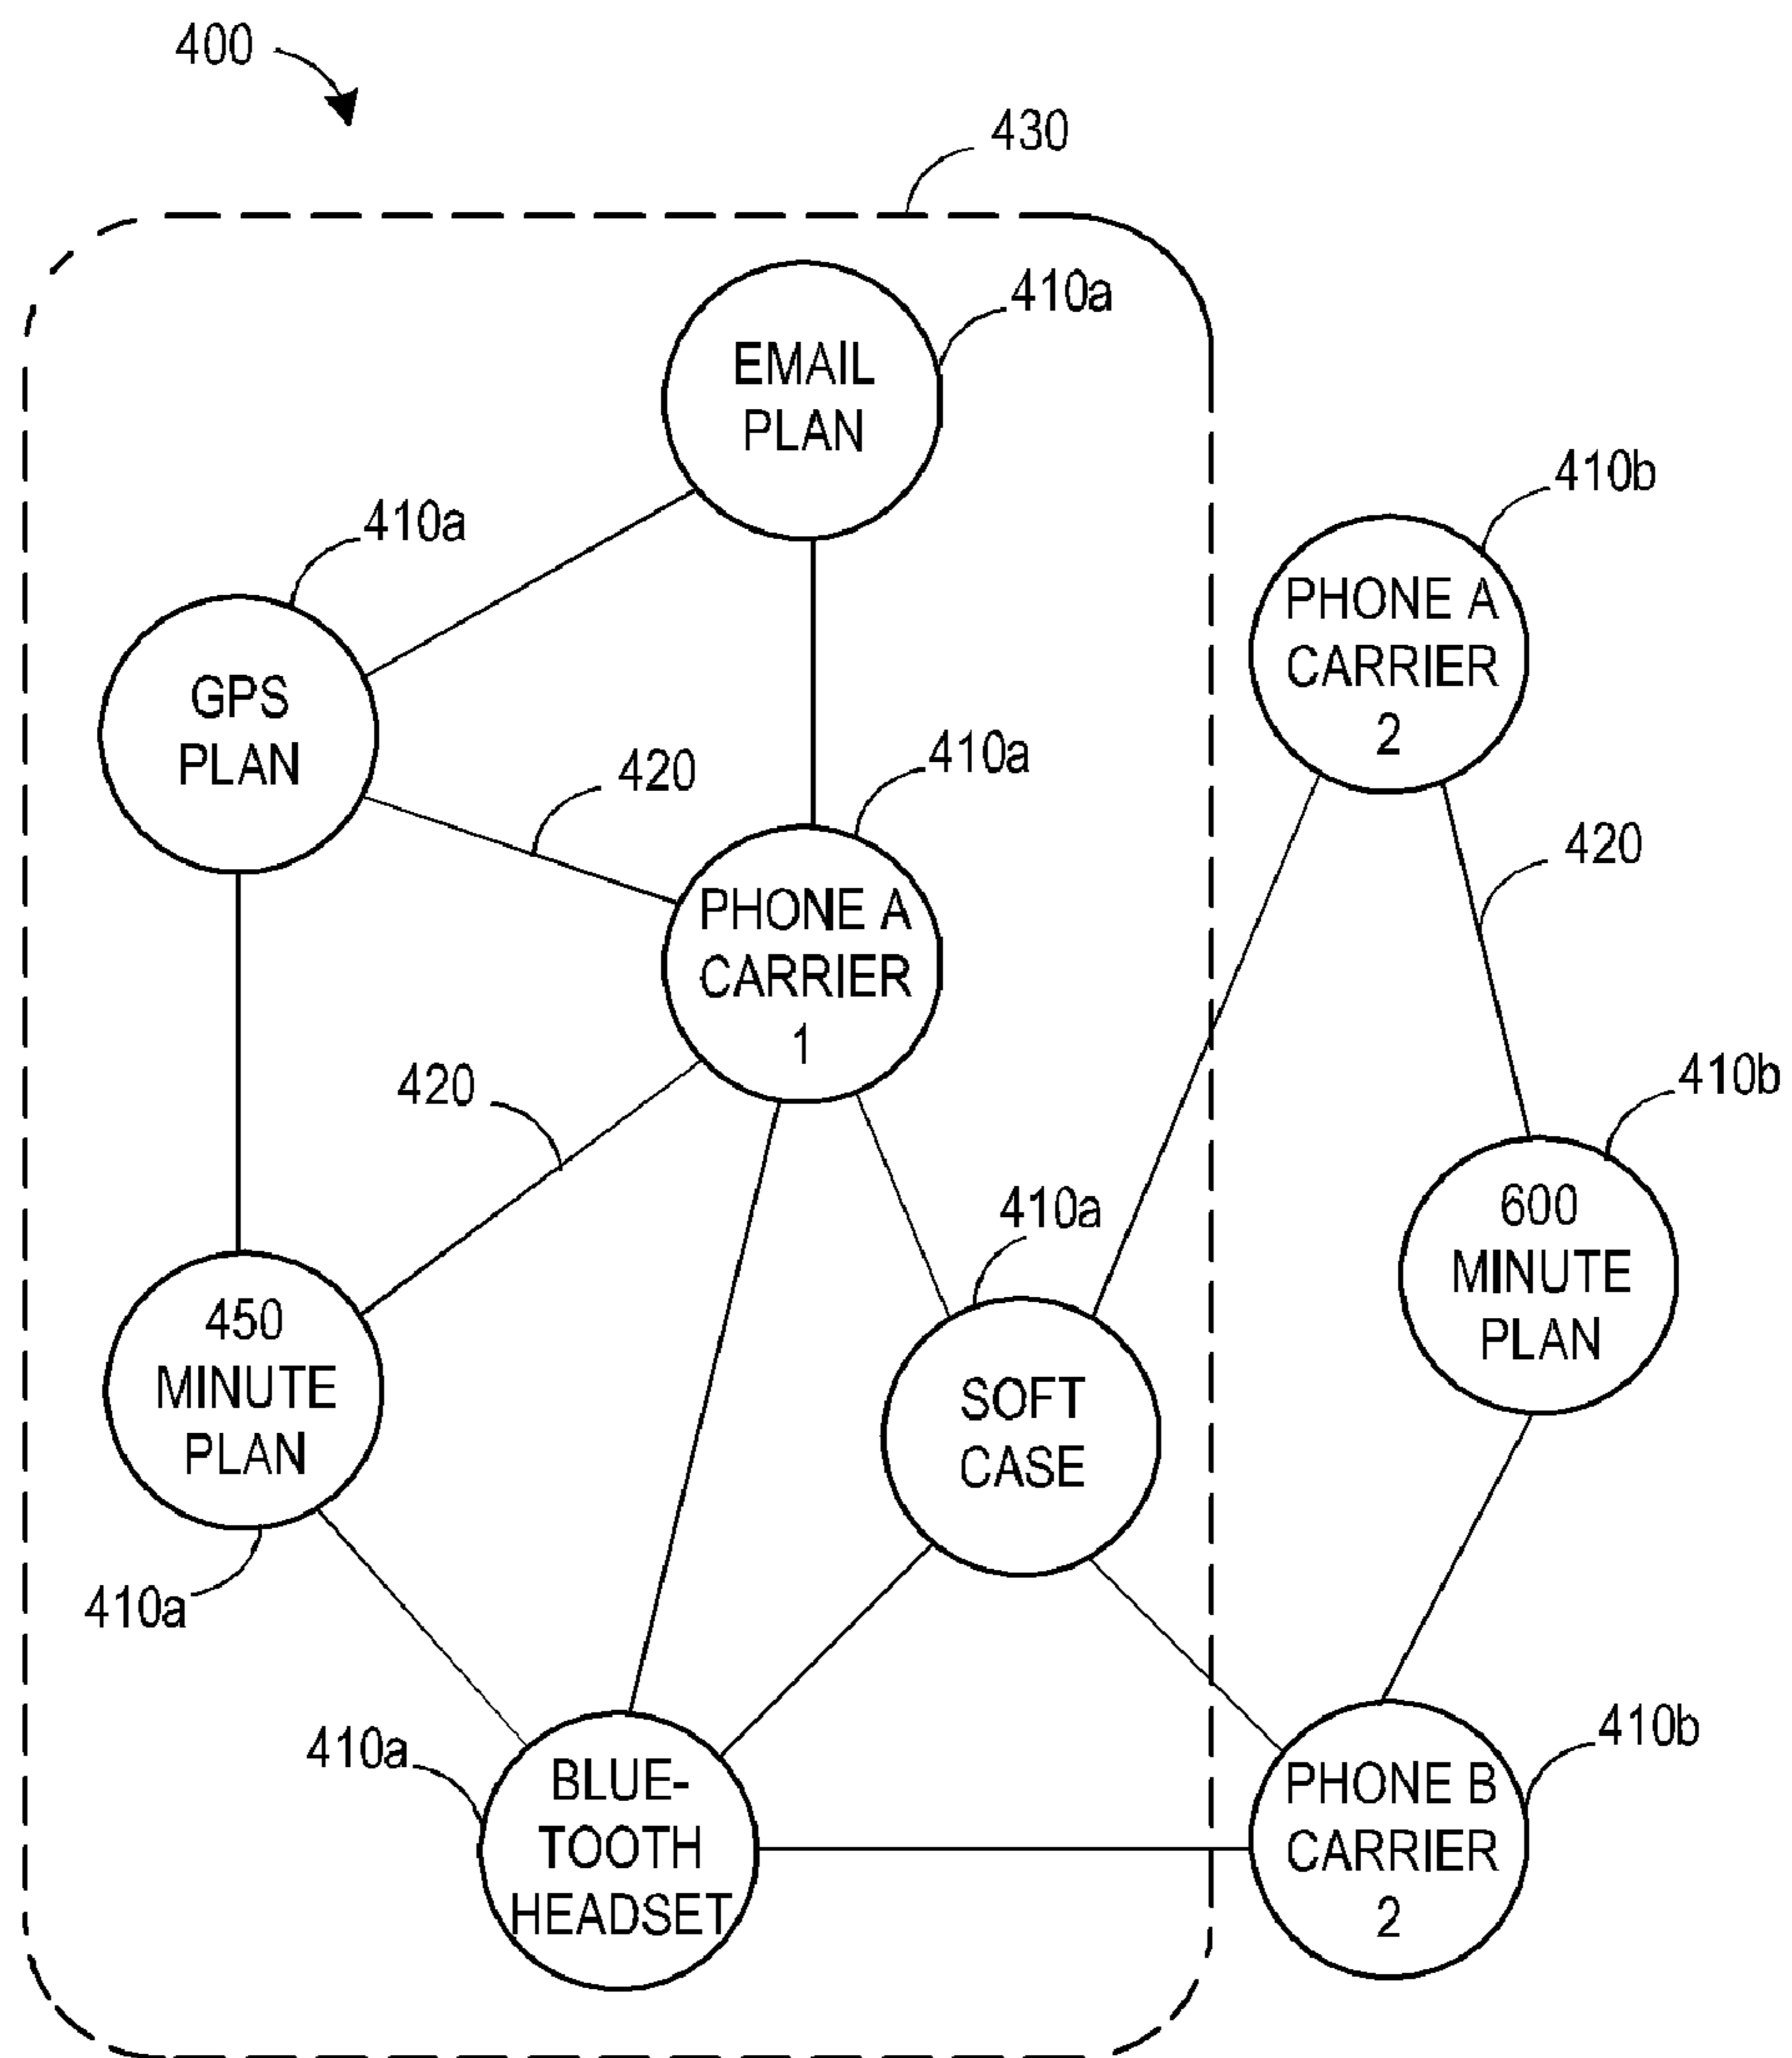 400
430
410a
EMAIL
PLAN
410b
410a
PHONE A
CARRIER
2
GPS
PLAN
420
410a
420
PHONE A
CARRIER
1
420
410b
410a
600
MINUTE
PLAN
450
MINUTE
PLAN
SOFT
CASE
410a
410a
410b
BLUE-
TOOTH
HEADSET
PHONE B
CARRIER
2